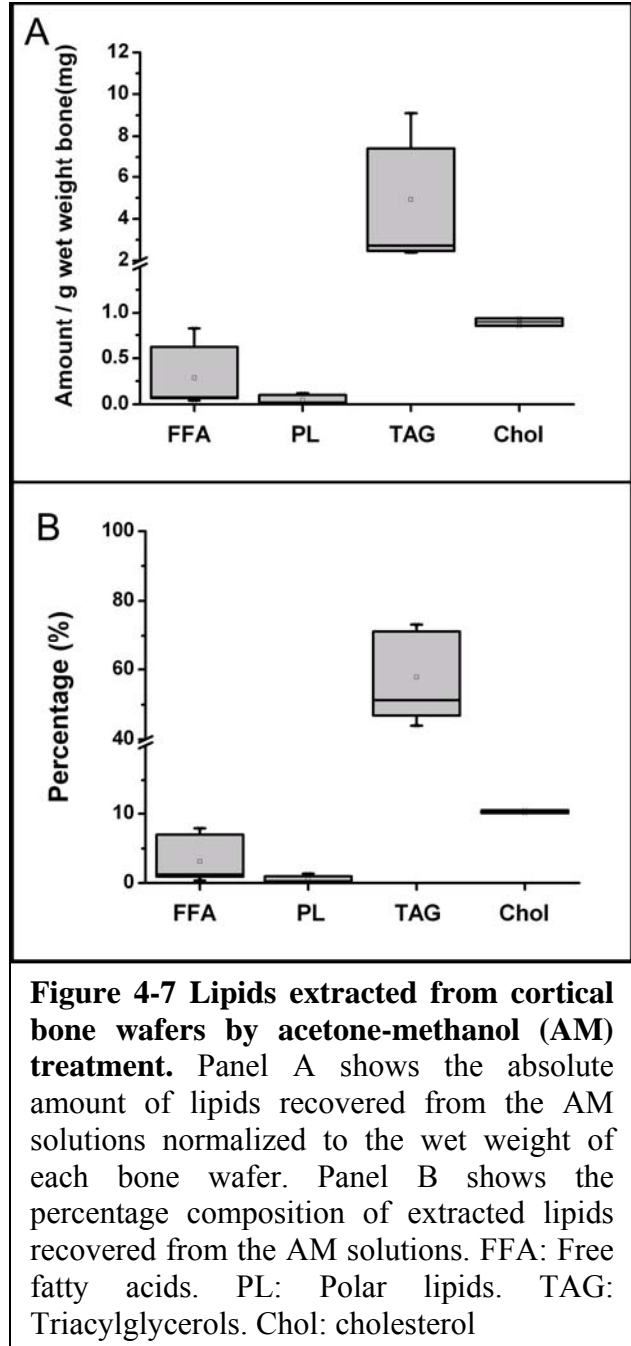 A
12
10
8
6
4
2
1.0
0.5
0.0
Amount / g wet weight bone(mg)
FFA PL TAG Chol
B
100
80
60
40
10
0
Percentage (%)
FFA PL TAG Chol
Figure 4-7 Lipids extracted from cortical
bone wafers by acetone-methanol (AM)
treatment. Panel A shows the absolute
amount of lipids recovered from the AM
solutions normalized to the wet weight of
each bone wafer. Panel B shows the
percentage composition of extracted lipids
recovered from the AM solutions. FFA: Free
fatty acids. PL: Polar lipids. TAG:
Triacylglycerols. Chol: cholesterol